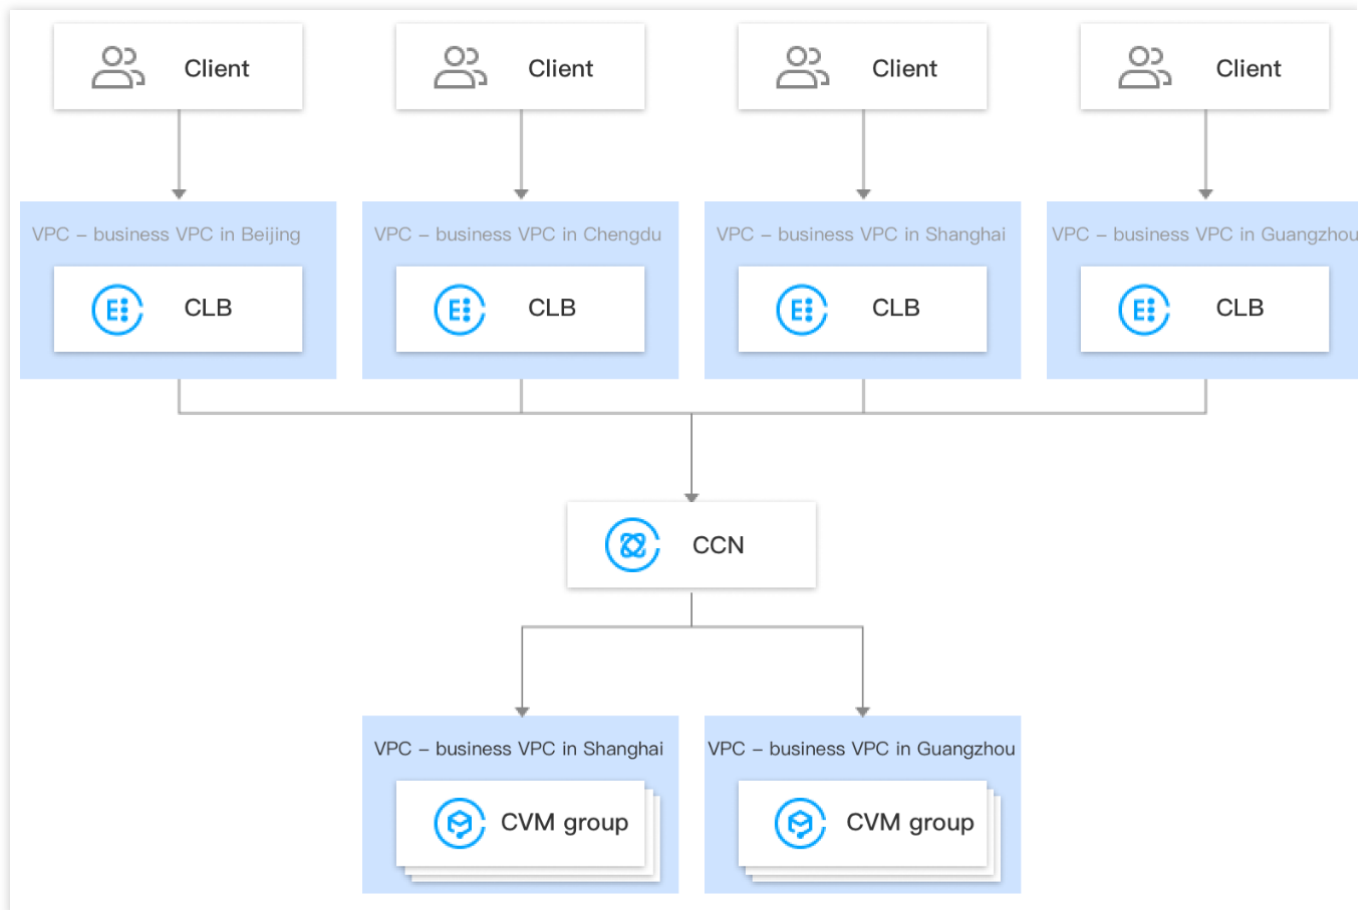 Client
Client
Client
Client
VPC – business VPC in Beijing
VPC – business VPC in Chengdu
VPC – business VPC in Shanghai
VPC – business VPC in Guangzhou
CLB
CLB
CLB
CLB
CCN
VPC – business VPC in Shanghai
VPC – business VPC in Guangzhou
CVM group
CVM group